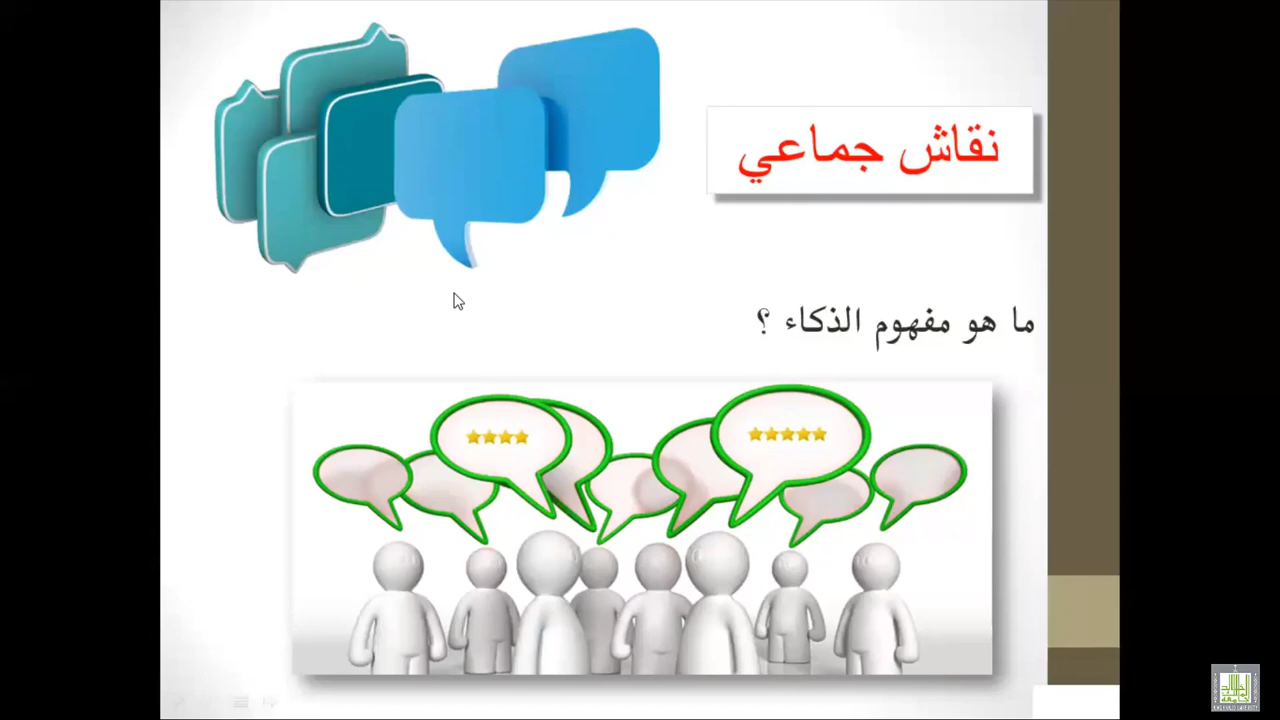 نقاش جماعي
ما هو مفهوم الذكاء ؟